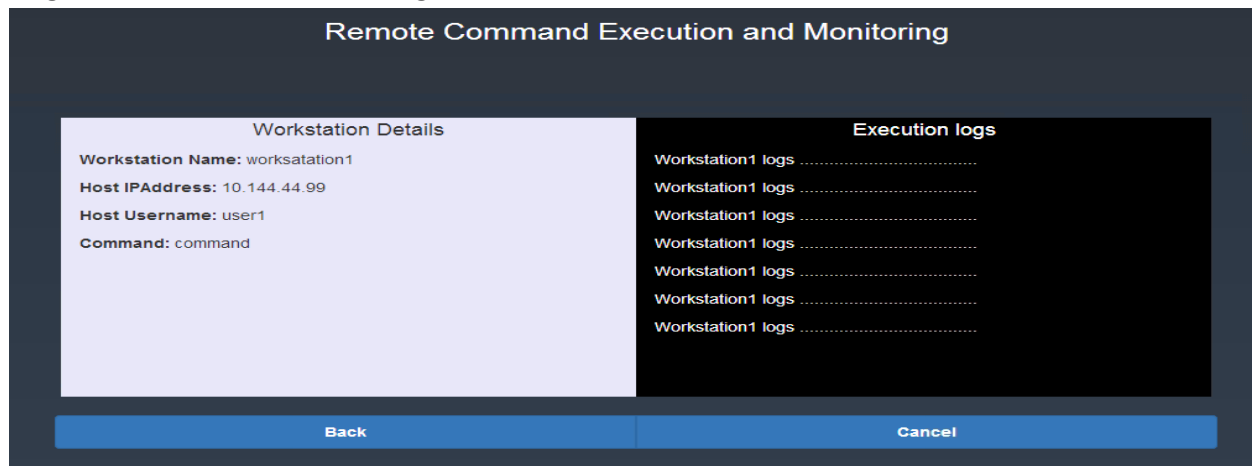 Remote Command Execution and Monitoring
Workstation Details
Workstation Name: worksatation1
Host IPAddress: 10.144.44.99
Host Username: user1
Command: command
Execution logs
Workstation1 logs ......................................
Workstation1 logs ......................................
Workstation1 logs ......................................
Workstation1 logs ......................................
Workstation1 logs ......................................
Workstation1 logs ......................................
Workstation1 logs ......................................
Back
Cancel